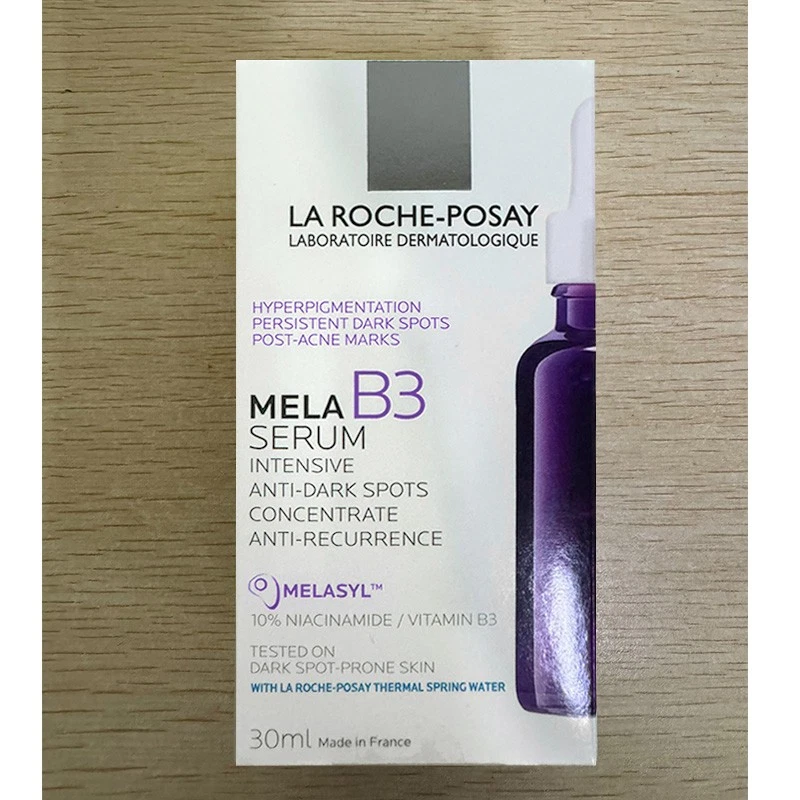 LA ROCHE-POSAY
LABORATOIRE DERMATOLOGIQUE
HYPERPIGMENTATION
PERSISTENT DARK SPOTS
POST-ACNE MARKS
MELA B3
SERUM
INTENSIVE
ANTI-DARK SPOTS
CONCENTRATE
ANTI-RECURRENCE
MELASYL™
10% NIACINAMIDE / VITAMIN B3
TESTED ON
DARK SPOT-PRONE SKIN
WITH LA ROCHE-POSAY THERMAL SPRING WATER
30ml Made in France